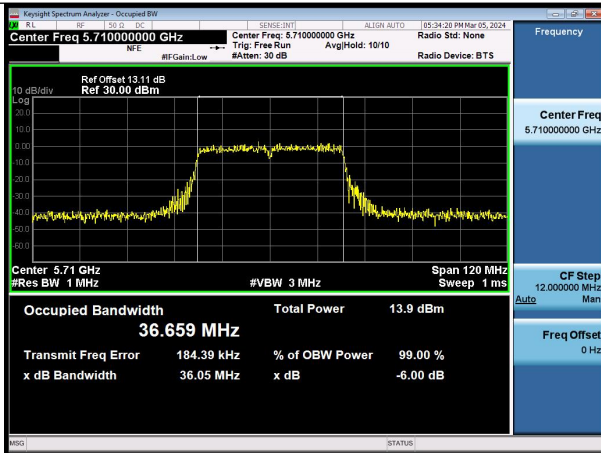 Keysight Spectrum Analyzer - Occupied BW
RL RF 50 Ω DC SENSE:INT ALIGN AUTO 05:34:20 PM Mar 05, 2024
Center Freq 5.710000000 GHz
NFE
#IFGain:Low
Center Freq: 5.710000000 GHz
Trig: Free Run Avg|Hold: 10/10
#Atten: 30 dB
Radio Std: None
Radio Device: BTS
Ref Offset 13.11 dB
10 dB/div Ref 30.00 dBm
Log
20.0
10.0
0.00
-10.0
-20.0
-30.0
-40.0
-50.0
-60.0
Center 5.71 GHz Span 120 MHz
#Res BW 1 MHz #VBW 3 MHz Sweep 1 ms
Occupied Bandwidth Total Power 13.9 dBm
36.659 MHz
Transmit Freq Error 184.39 kHz % of OBW Power 99.00 %
x dB Bandwidth 36.05 MHz x dB -6.00 dB
MSG STATUS
Frequency
Center Freq
5.710000000 GHz
CF Step
12.000000 MHz
Auto Man
Freq Offset
0 Hz